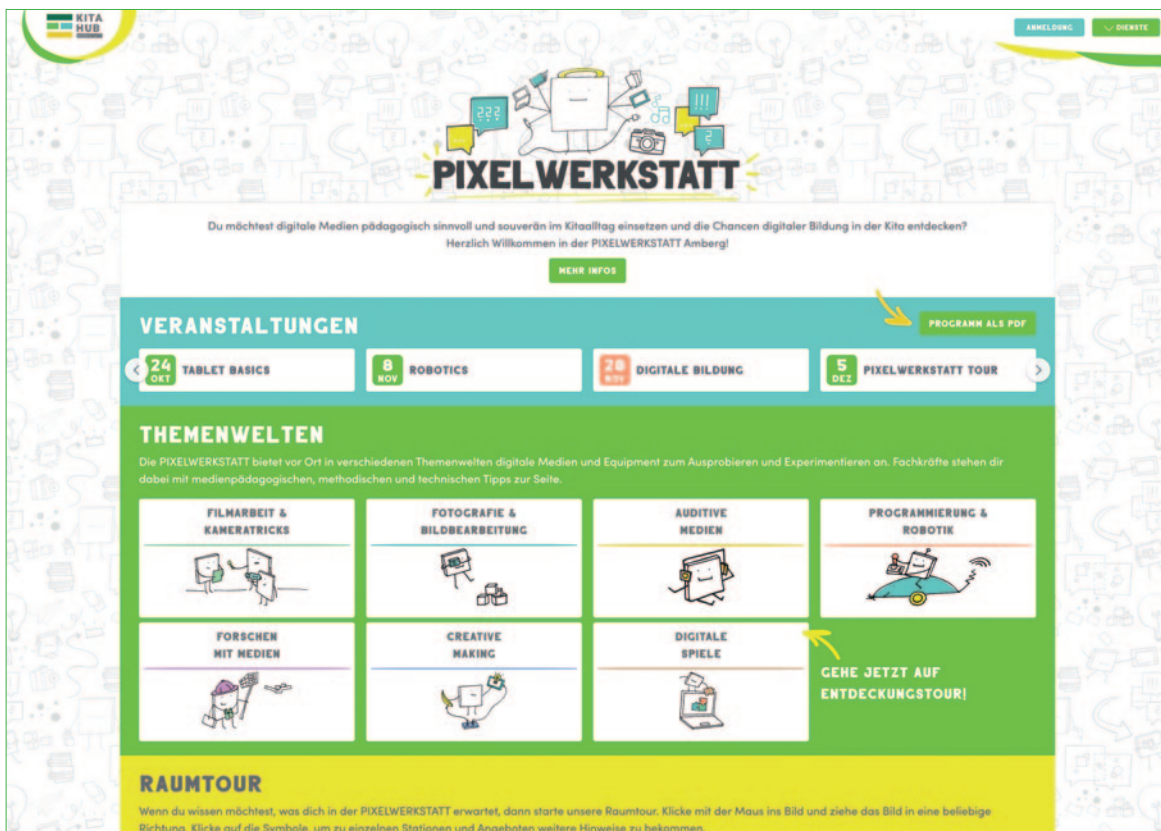 KITA
HUB
ANMELDUNG
DIENSTE
???
!!!
?
PIXELWERKSTATT
Du möchtest digitale Medien pädagogisch sinnvoll und souverän im Kitaalltag einsetzen und die Chancen digitaler Bildung in der Kita entdecken?
Herzlich Willkommen in der PIXELWERKSTATT Amberg!
MEHR INFOS
VERANSTALTUNGEN
PROGRAMM ALS PDF
24
OKT
TABLET BASICS
8
NOV
ROBOTICS
28
NOV
DIGITALE BILDUNG
5
DEZ
PIXELWERKSTATT TOUR
THEMENWELTEN
Die PIXELWERKSTATT bietet vor Ort in verschiedenen Themenwelten digitale Medien und Equipment zum Ausprobieren und Experimentieren an. Fachkräfte stehen dir
dabei mit medienpädagogischen, methodischen und technischen Tipps zur Seite.
FILMARBEIT &
KAMERATRICKS
FOTOGRAFIE &
BILDBEARBEITUNG
AUDITIVE
MEDIEN
PROGRAMMIERUNG &
ROBOTIK
FORSCHEN
MIT MEDIEN
CREATIVE
MAKING
DIGITALE
SPIELE
GEHE JETZT AUF
ENTDECKUNGSTOUR!
RAUMTOUR
Wenn du wissen möchtest, was dich in der PIXELWERKSTATT erwartet, dann starte unsere Raumtour. Klicke mit der Maus ins Bild und ziehe das Bild in eine beliebige
Richtung. Klicke auf die Symbole, um zu einzelnen Stationen und Angeboten weitere Hinweise zu bekommen.